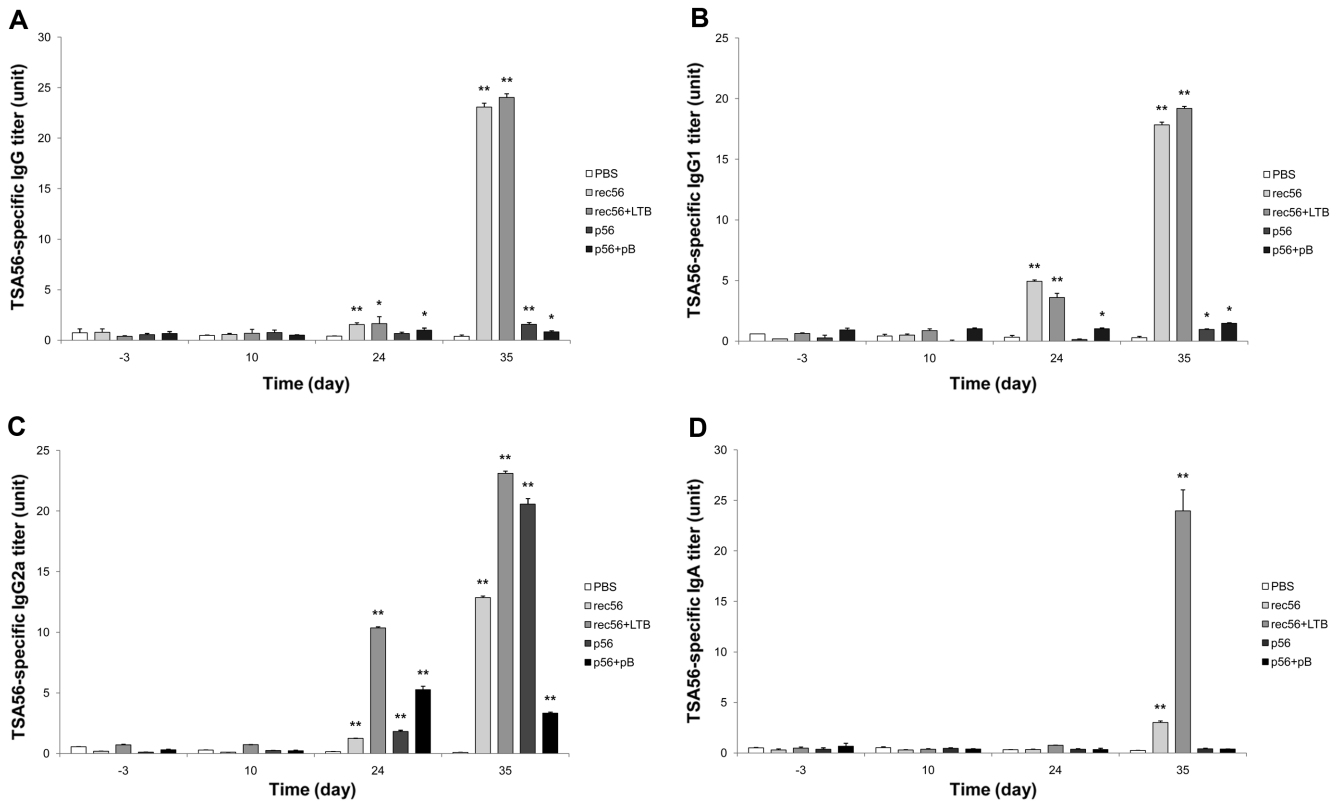 A
TSA56-specific IgG titer (unit)
30
25
20
15
10
5
0
** **
** * *
** *
-3 10 24 35
Time (day)
PBS
rec56
rec56+LTB
p56
p56+pB
B
TSA56-specific IgG1 titer (unit)
25
20
15
10
5
0
** **
** ** *
* *
-3 10 24 35
Time (day)
PBS
rec56
rec56+LTB
p56
p56+pB
C
TSA56-specific IgG2a titer (unit)
25
20
15
10
5
0
** ** ** **
** ** ** **
-3 10 24 35
Time (day)
PBS
rec56
rec56+LTB
p56
p56+pB
D
TSA56-specific IgA titer (unit)
30
25
20
15
10
5
0
** **
-3 10 24 35
Time (day)
PBS
rec56
rec56+LTB
p56
p56+pB